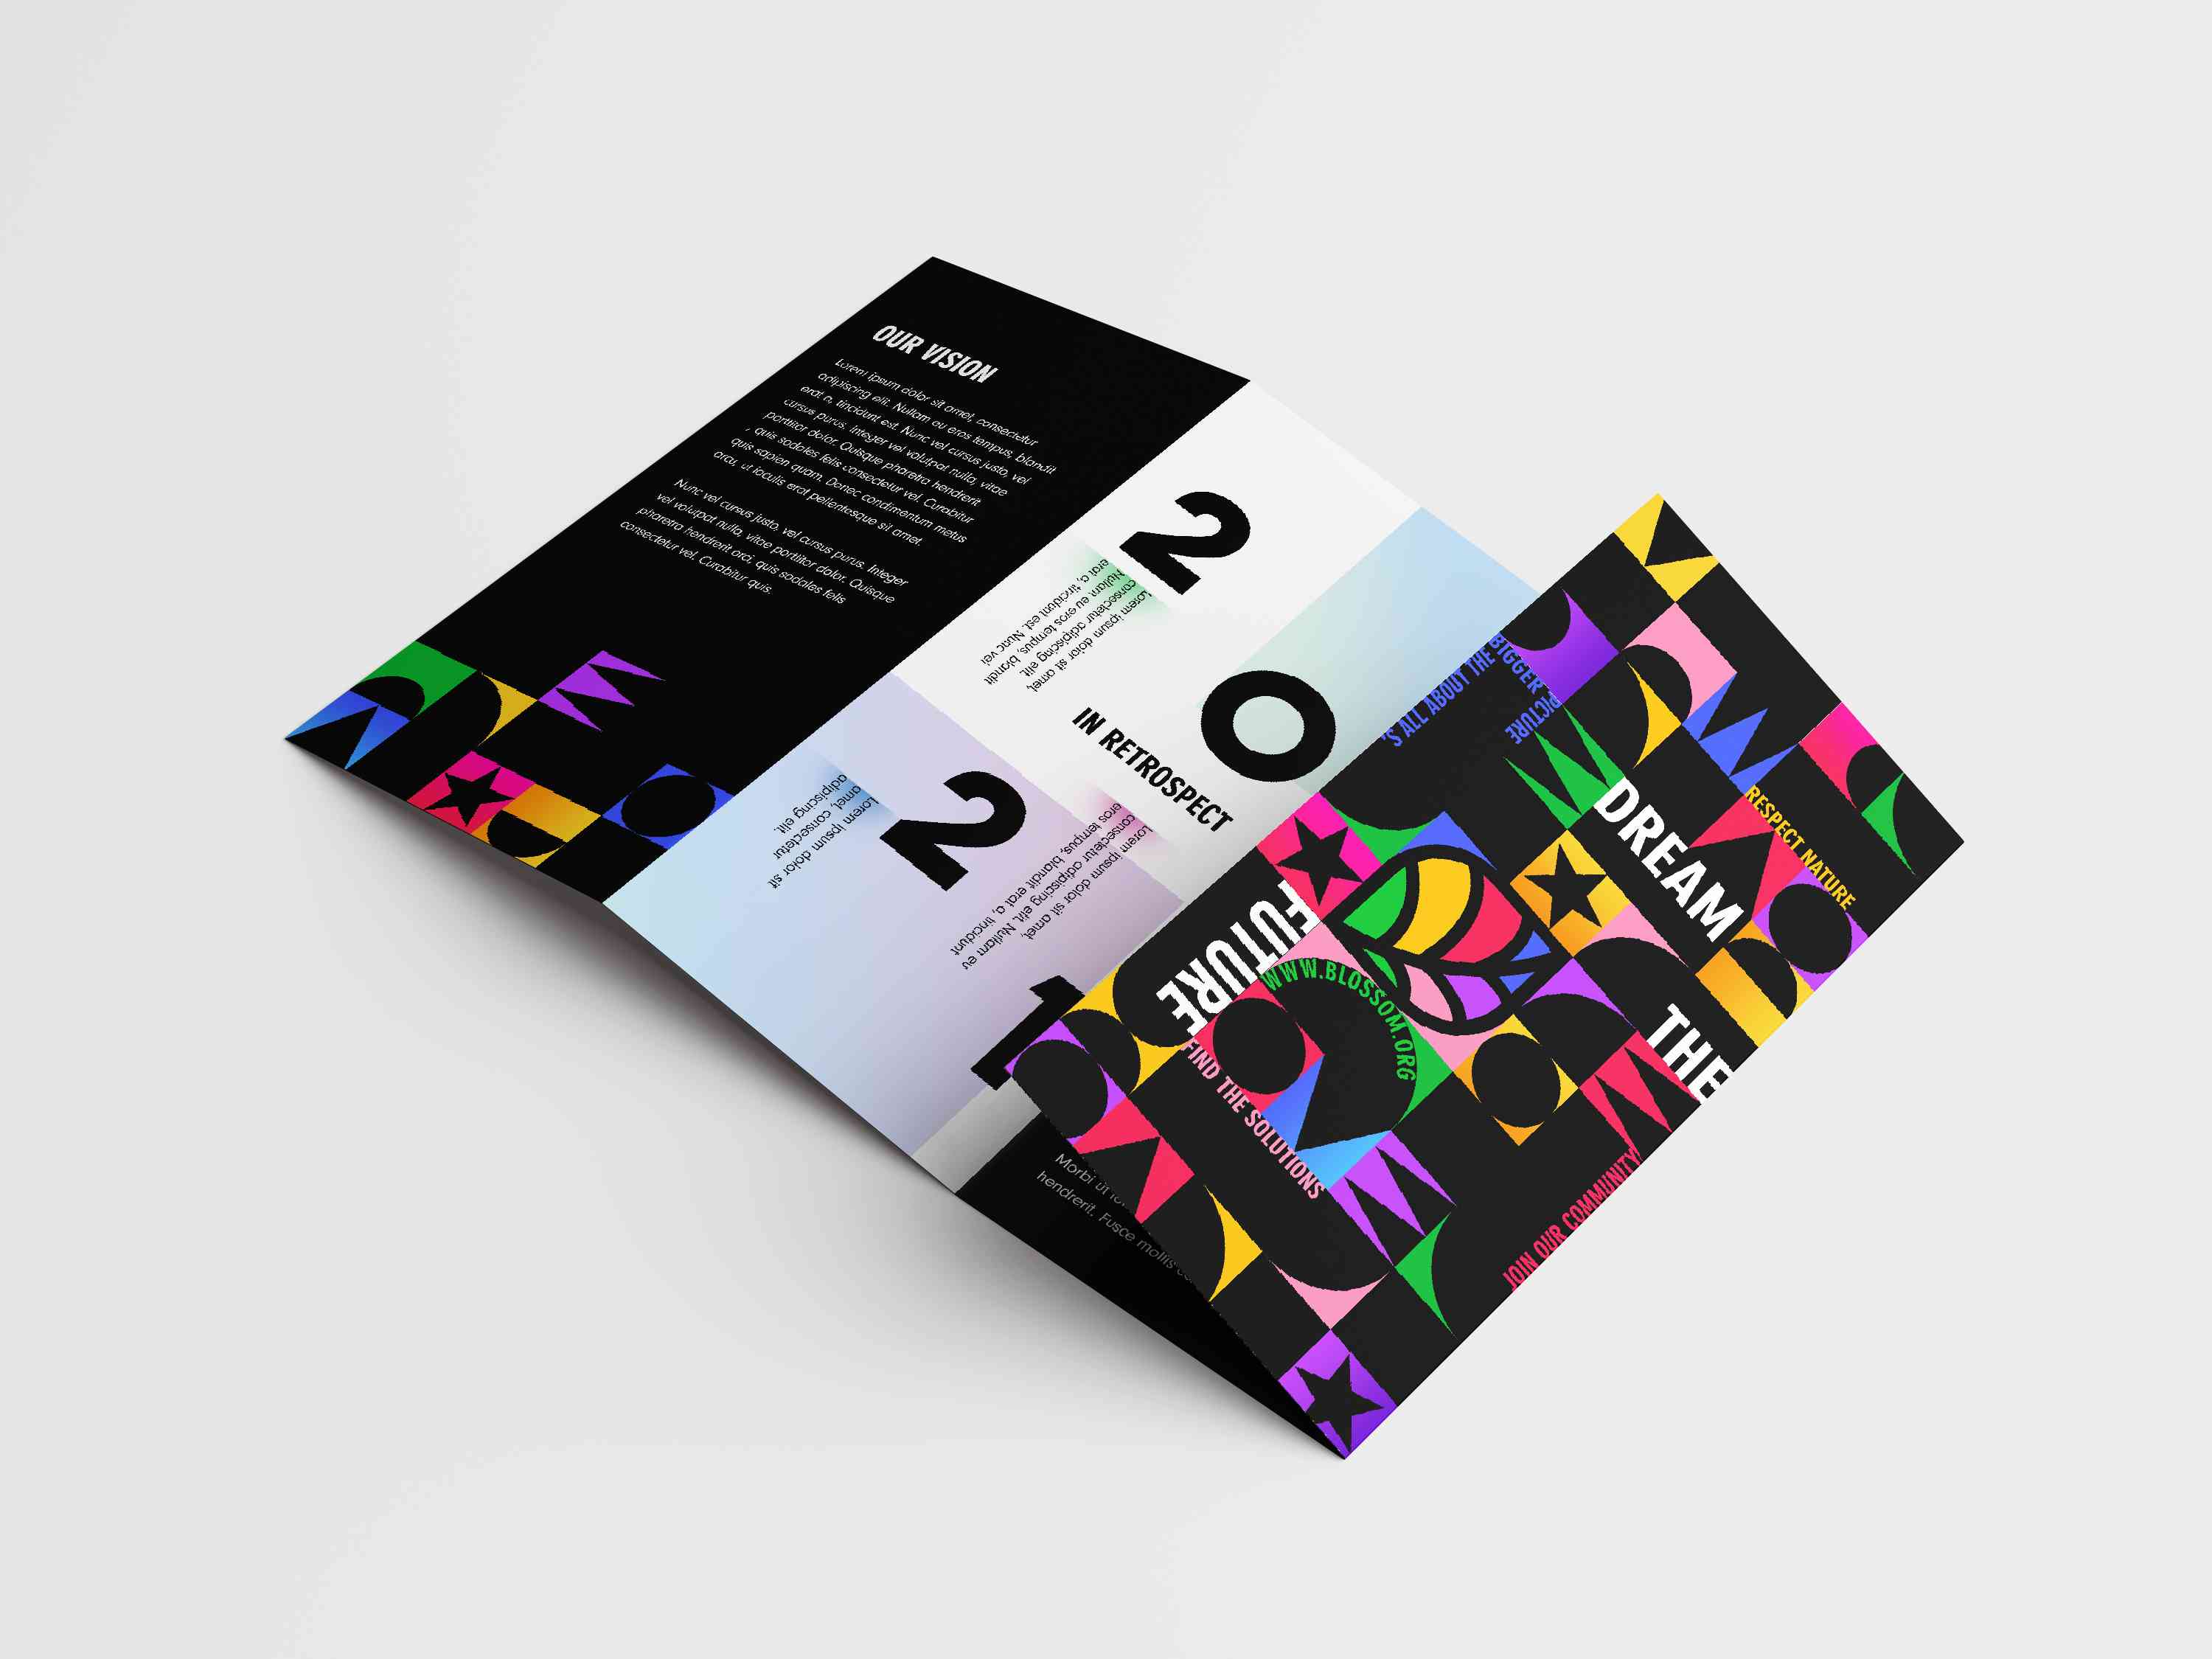 OUR VISION
Lorem ipsum dolor sit amet, consectetur
adipiscing elit. Nullam eu eros tempus, blandit
erat n, tincidunt est. Nunc vel cursus justo, vel
cursus purus. Integer vel volutpat nulla, vitae
porttitor dolor. Quisque pharetra hendrerit
, quis sodales felis consectetur vel. Curabitur
quis sapien quam. Donec condimentum metus
arcu, ut iaculis erat pellentesque sit amet.
Nunc vel cursus justo, vel cursus purus. Integer
vel volutpat nulla, vitae porttitor dolor. Quisque
pharetra hendrerit orci, quis sodales felis
consectetur vel. Curabitur quis.
2
Lorem ipsum dolor sit amet,
consectetur adipiscing elit.
Nullam eu eros tempus, blandit
erat a, tincidunt est. Nunc vel
0
IN RETROSPECT
2
Lorem ipsum dolor sit
amet, consectetur
adipiscing elit.
Lorem ipsum dolor sit amet,
consectetur adipiscing elit. Nullam eu
eros tempus, blandit erat a, tincidunt
1
Morbi ut
hendrerit. Fusce mollis
'S ALL ABOUT THE BIGGER PICTURE
DREAM
RESPECT NATURE
THE
FUTURE
WWW.BLOSSOM.ORG
FIND THE SOLUTIONS
JOIN OUR COMMUNITY